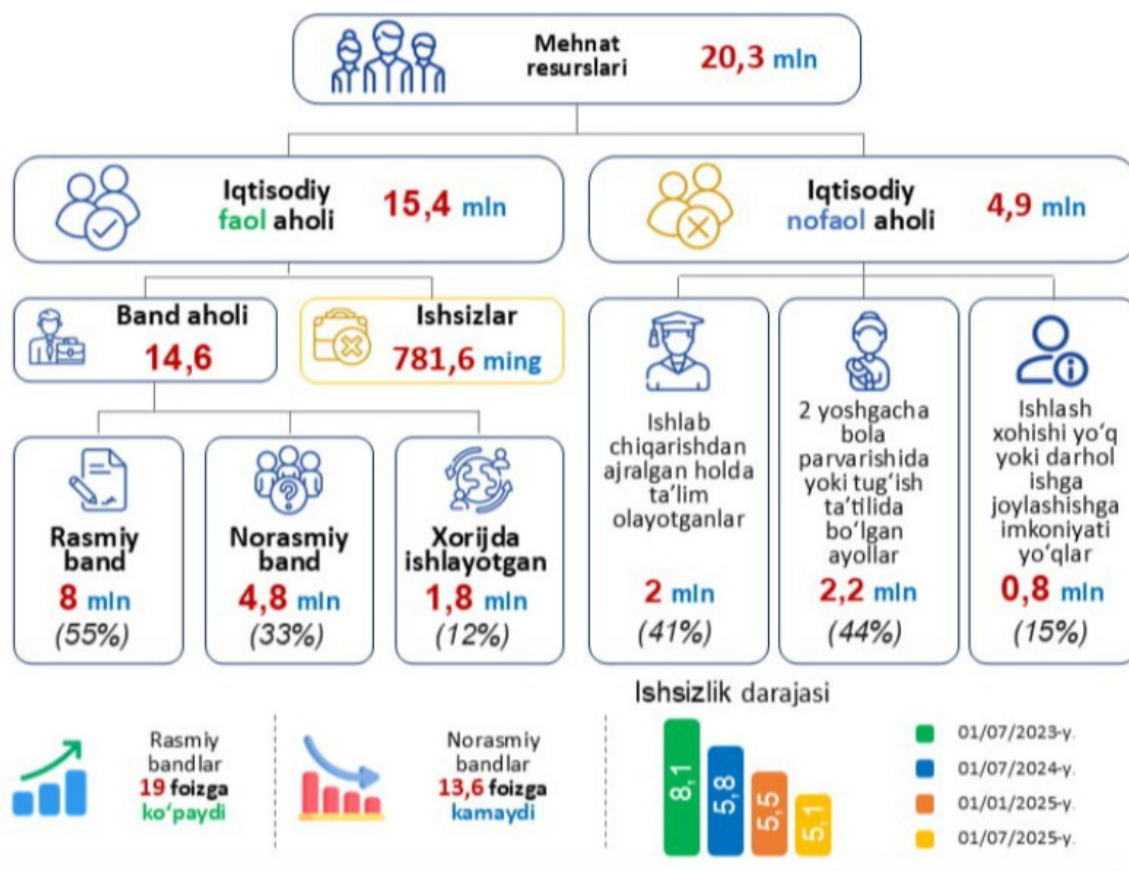 Mehnat
resurslari
20,3 mln
Iqtisodiy
faol aholi
15,4 mln
Iqtisodiy
nofaol aholi
4,9 mln
Band aholi
14,6
Ishsizlar
781,6 ming
Rasmiy
band
8 mln
(55%)
Norasmiy
band
4,8 mln
(33%)
Xorijda
ishlayotgan
1,8 mln
(12%)
Ishlab
chiqarishdan
ajralgan holda
ta’lim
olayotganlar
2 mln
(41%)
2 yoshgacha
bola
parvarishida
yoki tug‘ish
ta’tilida
bo‘lgan
ayollar
2,2 mln
(44%)
Ishlash
xohishi yo‘q
yoki darhol
ishga
joylashishga
imkoniyati
yo‘qlar
0,8 mln
(15%)
Rasmiy
bandlar
19 foizga
ko‘paydi
Norasmiy
bandlar
13,6 foizga
kamaydi
Ishsizlik darajasi
8,1
5,8
5,5
5,1
01/07/2023-y.
01/07/2024-y.
01/01/2025-y.
01/07/2025-y.